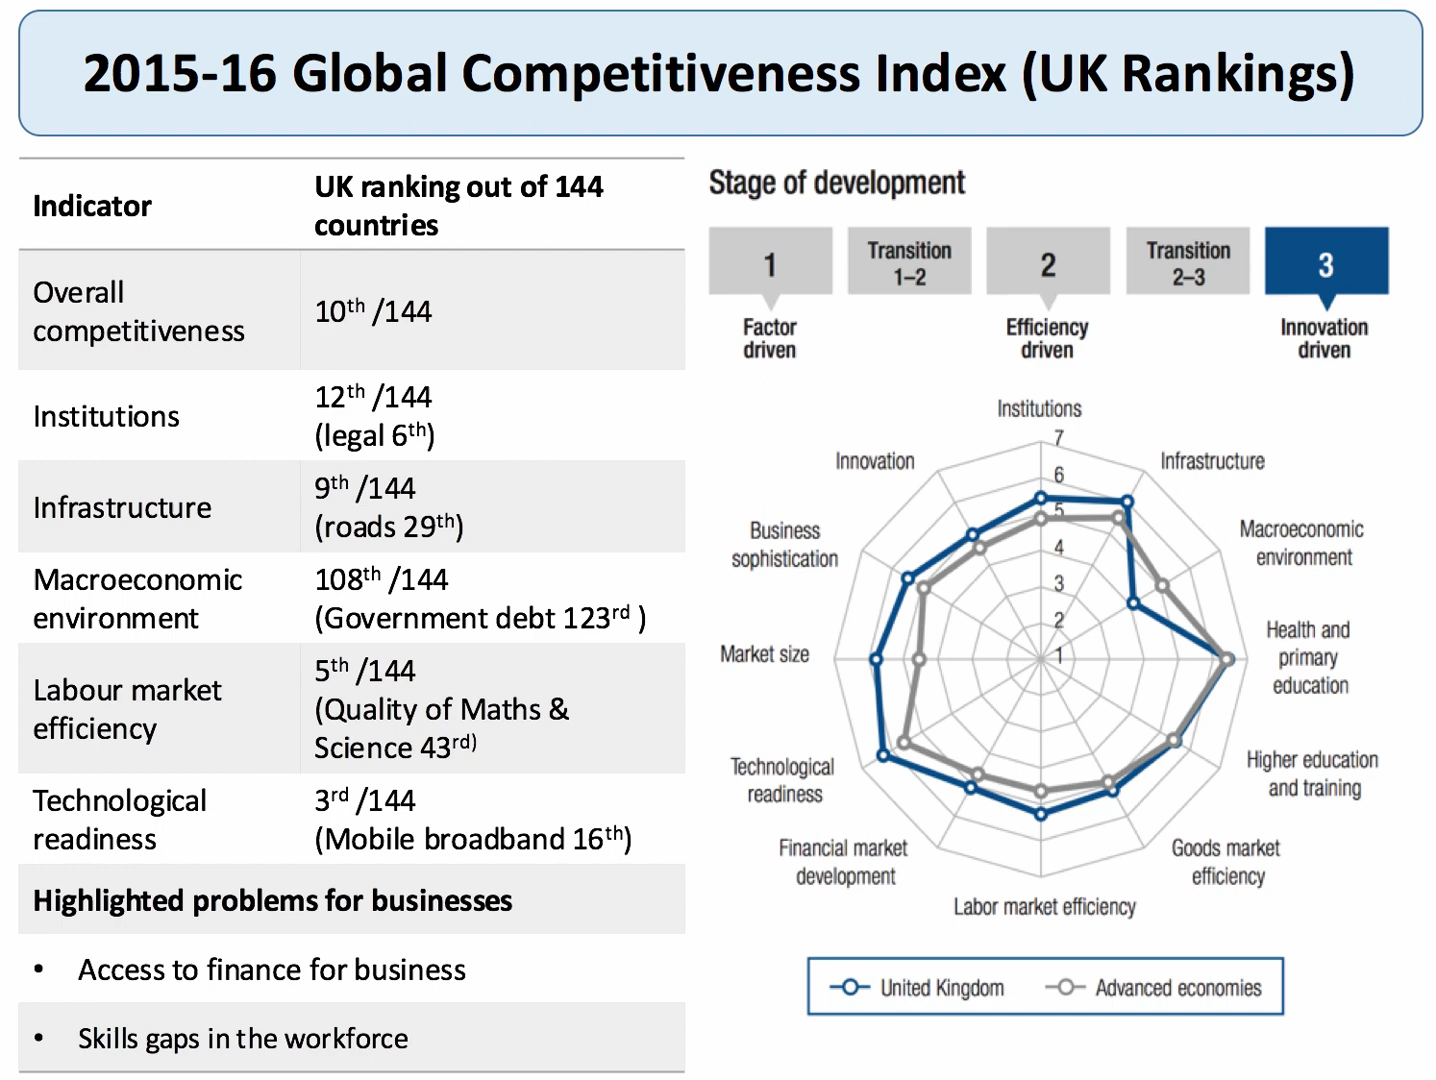 2015-16 Global Competitiveness Index (UK Rankings)
Indicator
UK ranking out of 144
countries
Overall
competitiveness
10th /144
Institutions
12th /144
(legal 6th)
Infrastructure
9th /144
(roads 29th)
Macroeconomic
environment
108th /144
(Government debt 123rd )
Labour market
efficiency
5th /144
(Quality of Maths &
Science 43rd)
Technological
readiness
3rd /144
(Mobile broadband 16th)
Highlighted problems for businesses
• Access to finance for business
• Skills gaps in the workforce
Stage of development
1
Transition
1–2
2
Transition
2–3
3
Factor
driven
Efficiency
driven
Innovation
driven
Institutions
Infrastructure
Macroeconomic
environment
Health and
primary
education
Higher education
and training
Goods market
efficiency
Labor market efficiency
Financial market
development
Technological
readiness
Market size
Business
sophistication
Innovation
7
6
5
4
3
2
1
United Kingdom
Advanced economies